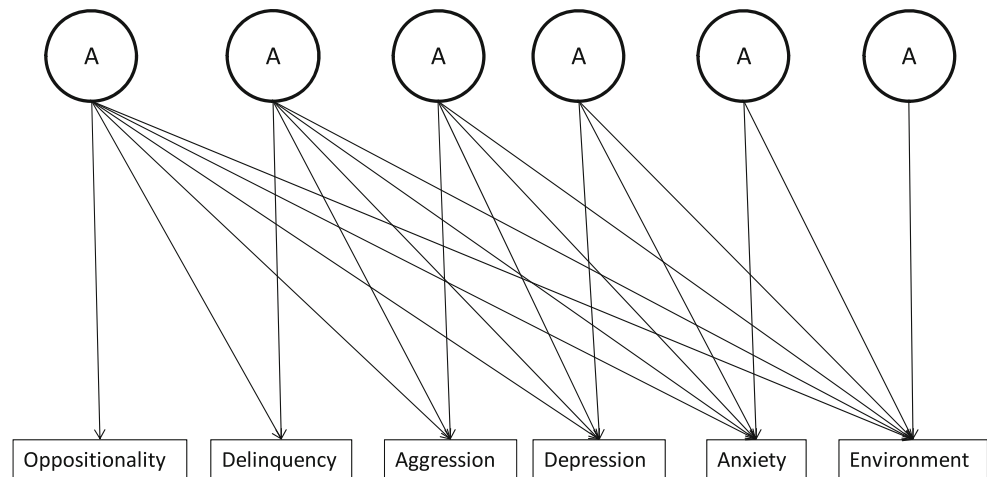 A A A A A A
Oppositionality Delinquency Aggression Depression Anxiety Environment